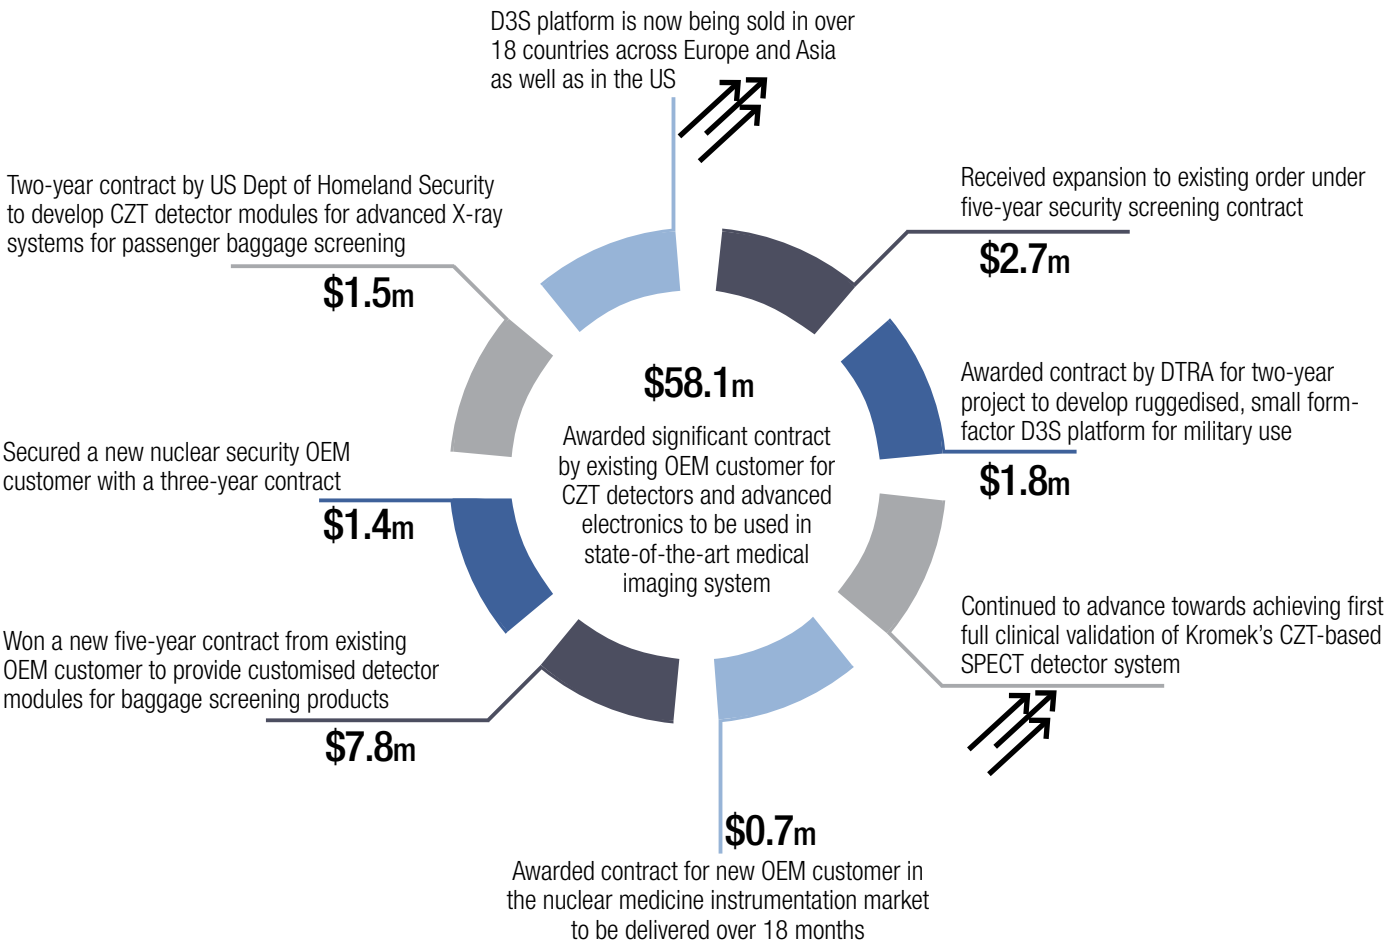 D3S platform is now being sold in over
18 countries across Europe and Asia
as well as in the US
Received expansion to existing order under
five-year security screening contract
$2.7m
Awarded contract by DTRA for two-year
project to develop ruggedised, small form-
factor D3S platform for military use
$1.8m
Continued to advance towards achieving first
full clinical validation of Kromek's CZT-based
SPECT detector system
$0.7m
Awarded contract for new OEM customer in
the nuclear medicine instrumentation market
to be delivered over 18 months
Won a new five-year contract from existing
OEM customer to provide customised detector
modules for baggage screening products
$7.8m
Secured a new nuclear security OEM
customer with a three-year contract
$1.4m
Two-year contract by US Dept of Homeland Security
to develop CZT detector modules for advanced X-ray
systems for passenger baggage screening
$1.5m
$58.1m
Awarded significant contract
by existing OEM customer for
CZT detectors and advanced
electronics to be used in
state-of-the-art medical
imaging system